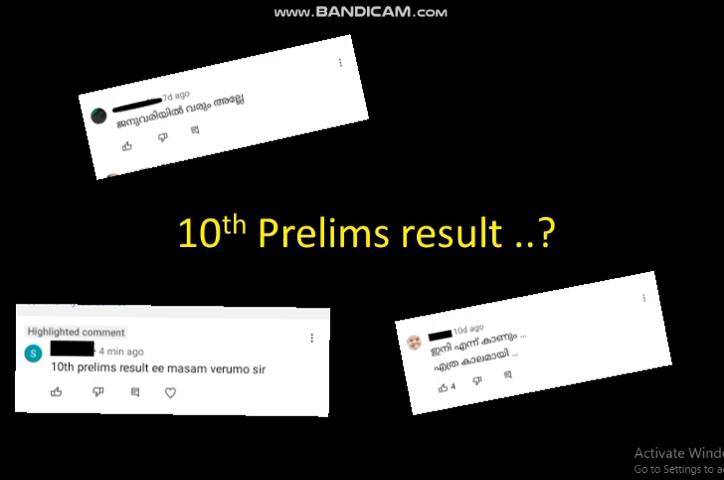 www.BANDICAM.com
7d ago
ജനുവരിയിൽ വരും അല്ലേ
10th Prelims result ..?
Highlighted comment
S
4 min ago
10th prelims result ee masam verumo sir
10d ago
ഇനി എന്ന് കാണും ...
എത്ര കാലമായി ...
4
Activate Windo
Go to Settings to a